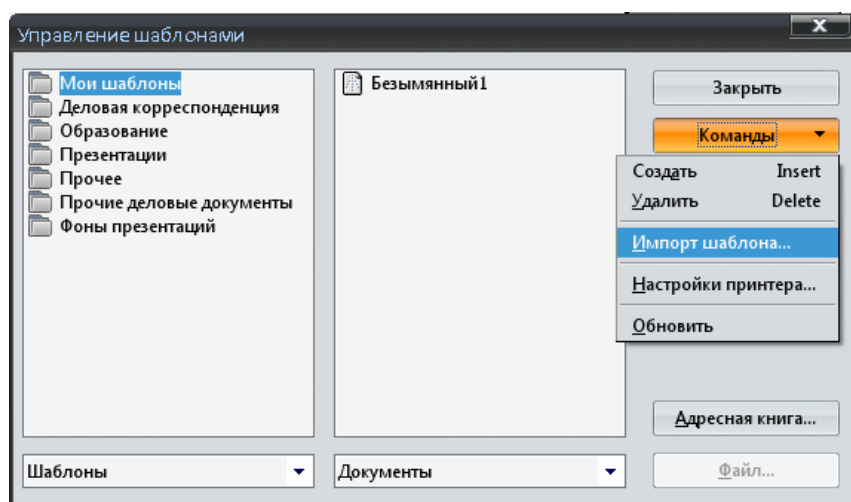 Управление шаблонами
X
Мои шаблоны
Деловая корреспонденция
Образование
Презентации
Прочее
Прочие деловые документы
Фоны презентаций
Шаблоны
Безымянный1
Документы
Закрыть
Команды
Создать Insert
Удалить Delete
Импорт шаблона...
Настройки принтера...
Обновить
Адресная книга...
Файл...